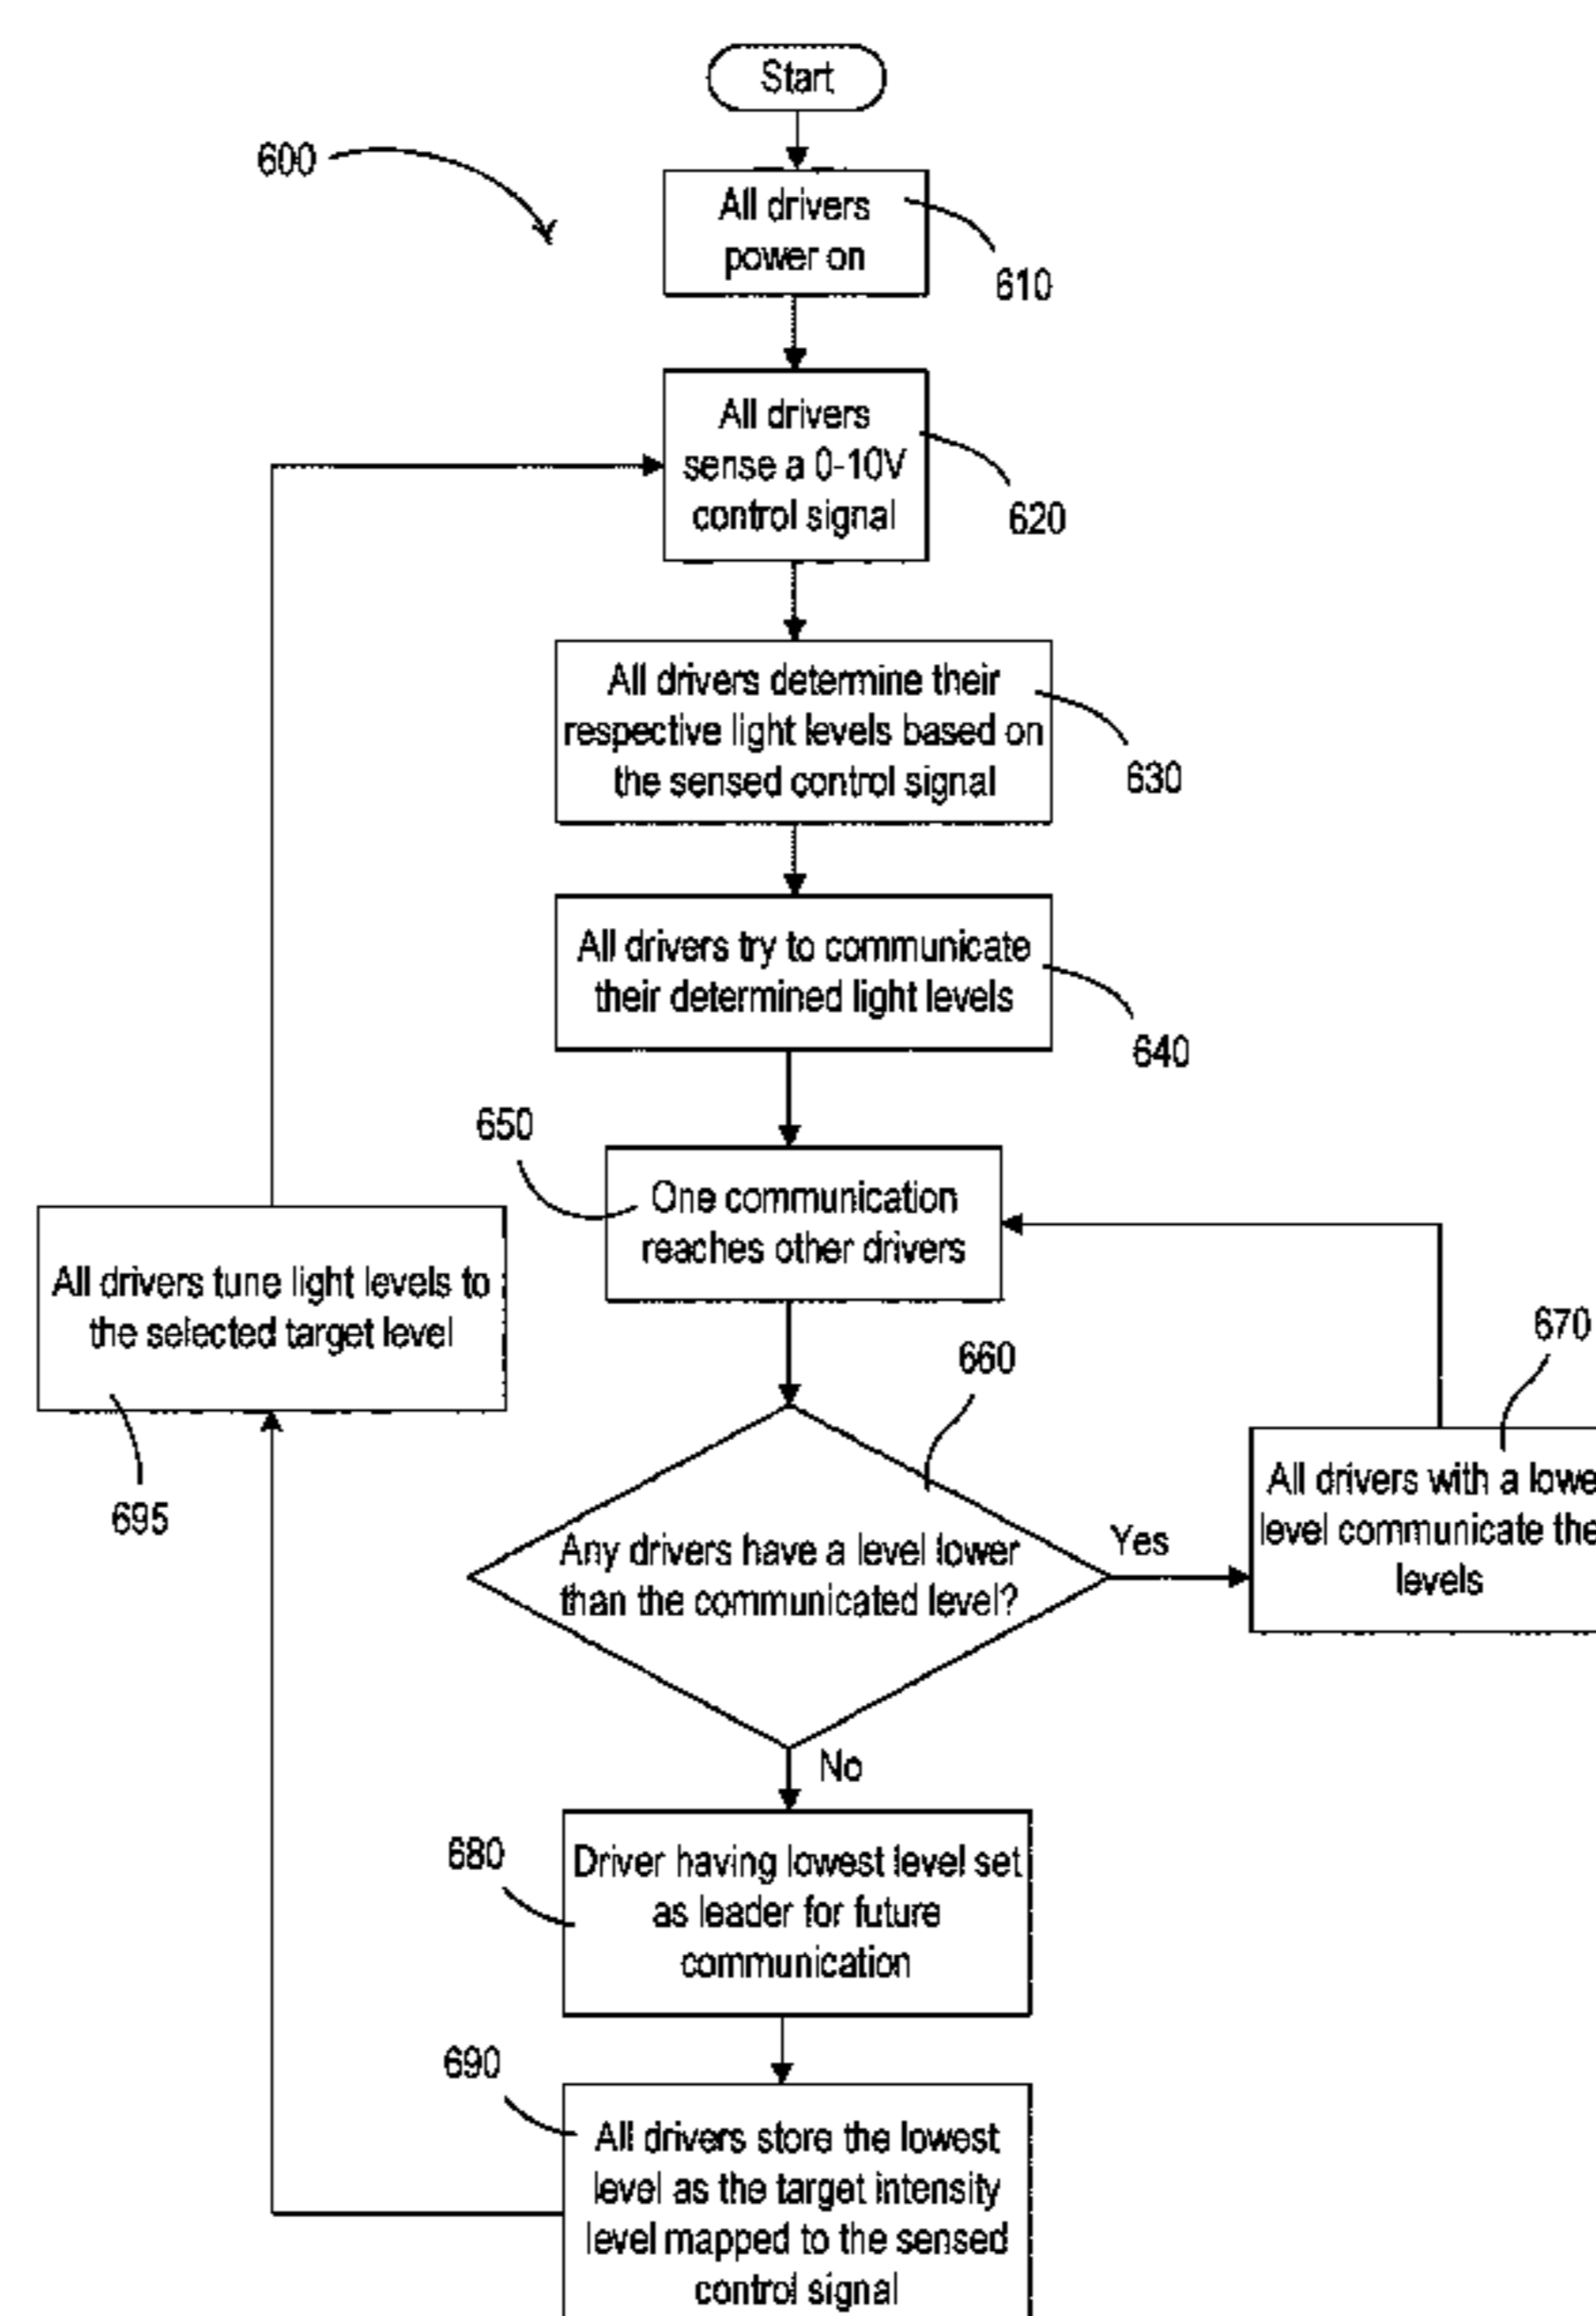 Start
600
All drivers
power on
610
All drivers
sense a 0-10V
control signal
620
All drivers determine their
respective light levels based on
the sensed control signal
630
All drivers try to communicate
their determined light levels
640
650
One communication
reaches other drivers
All drivers tune light levels to
the selected target level
695
660
Any drivers have a level lower
than the communicated level?
Yes
670
All drivers with a lowe
level communicate the
levels
No
680
Driver having lowest level set
as leader for future
communication
690
All drivers store the lowest
level as the target intensity
level mapped to the sensed
control signal